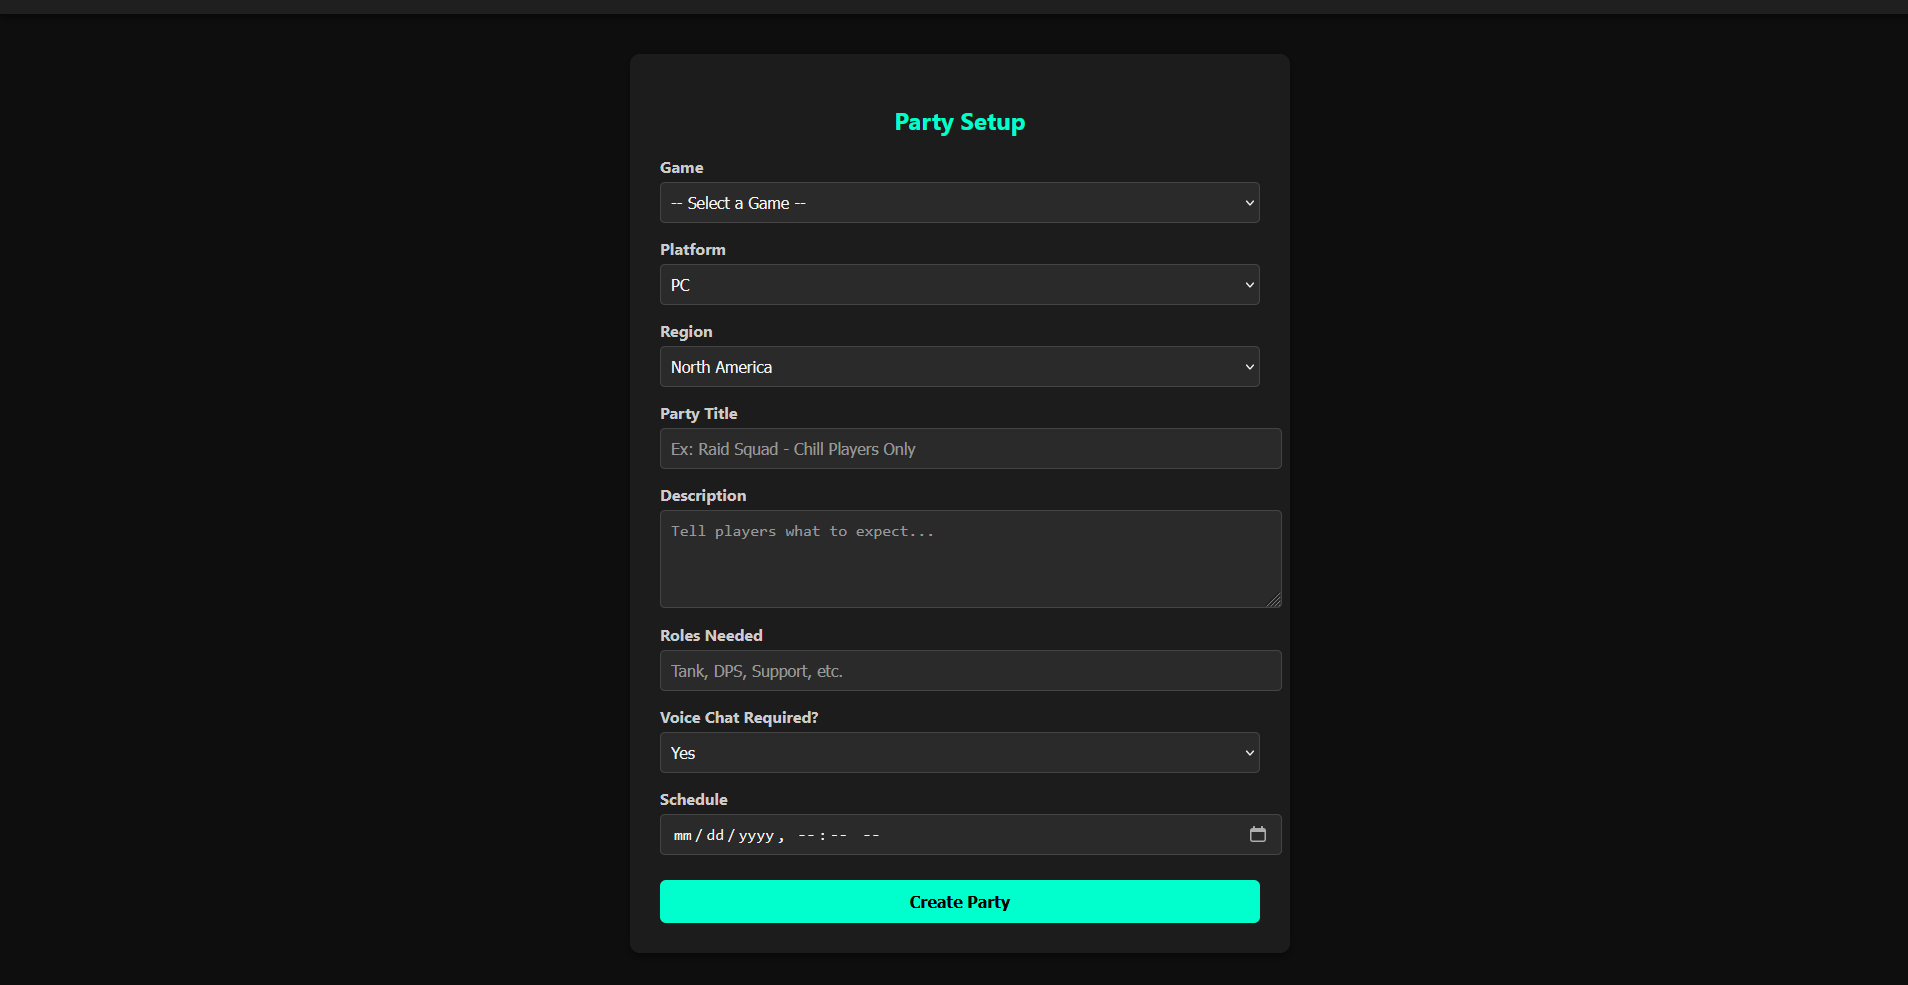 Party Setup
Game
-- Select a Game --
Platform
PC
Region
North America
Party Title
Ex: Raid Squad - Chill Players Only
Description
Tell players what to expect...
Roles Needed
Tank, DPS, Support, etc.
Voice Chat Required?
Yes
Schedule
mm/dd/yyyy, --:-- --
Create Party